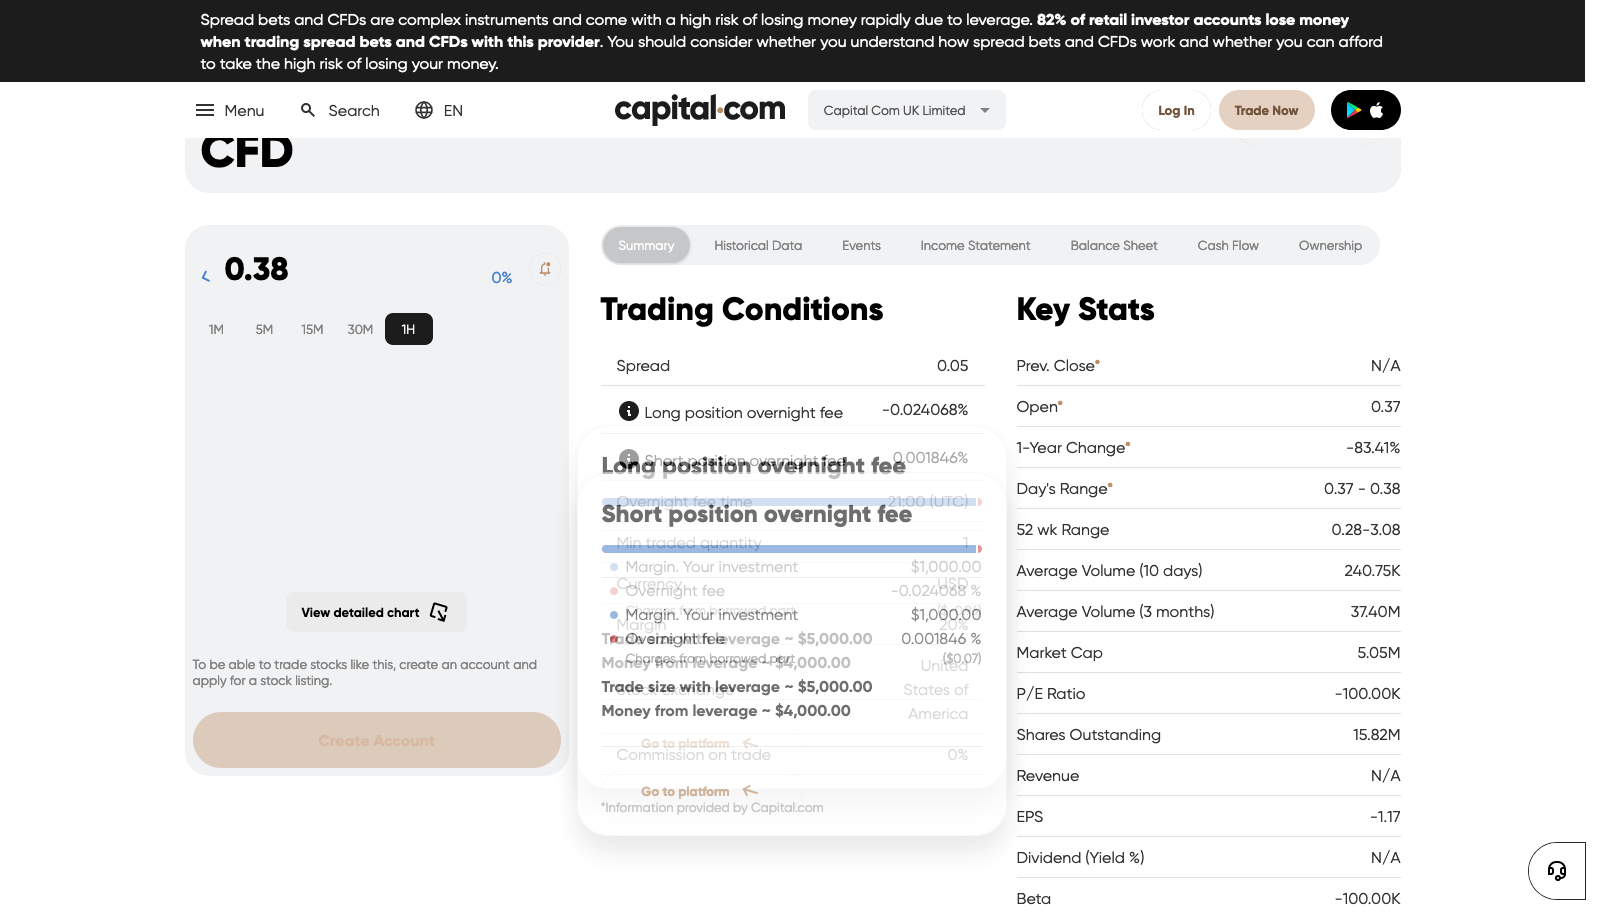 Spread bets and CFDs are complex instruments and come with a high risk of losing money rapidly due to leverage. 82% of retail investor accounts lose money
when trading spread bets and CFDs with this provider. You should consider whether you understand how spread bets and CFDs work and whether you can afford
to take the high risk of losing your money.
Menu
Search
EN
capital.com
Capital Com UK Limited
Log In
Trade Now
CFD
0.38
0%
1M 5M 15M 30M 1H
View detailed chart
To be able to trade stocks like this, create an account and
apply for a stock listing.
Create Account
Summary Historical Data Events Income Statement Balance Sheet Cash Flow Ownership
Trading Conditions
Spread 0.05
Long position overnight fee -0.024068%
Short position overnight fee 0.001846%
Long position overnight fee
Overnight fee time 21:00 (UTC)
Short position overnight fee
Min traded quantity 1
Margin. Your investment $1,000.00
Currency USD
Overnight fee -0.024068 %
Charges from borrowed part
Margin. Your investment $1,000.00
Margin 20%
Trade size with leverage ~ $5,000.00
Overnight fee 0.001846 %
Charges from borrowed part ($0.07)
Money from leverage ~ $4,000.00
Stock exchange United
States of
America
Trade size with leverage ~ $5,000.00
Money from leverage ~ $4,000.00
Go to platform
Commission on trade 0%
Go to platform
*Information provided by Capital.com
Key Stats
Prev. Close* N/A
Open* 0.37
1-Year Change* -83.41%
Day's Range* 0.37 - 0.38
52 wk Range 0.28-3.08
Average Volume (10 days) 240.75K
Average Volume (3 months) 37.40M
Market Cap 5.05M
P/E Ratio -100.00K
Shares Outstanding 15.82M
Revenue N/A
EPS -1.17
Dividend (Yield %) N/A
Beta -100.00K